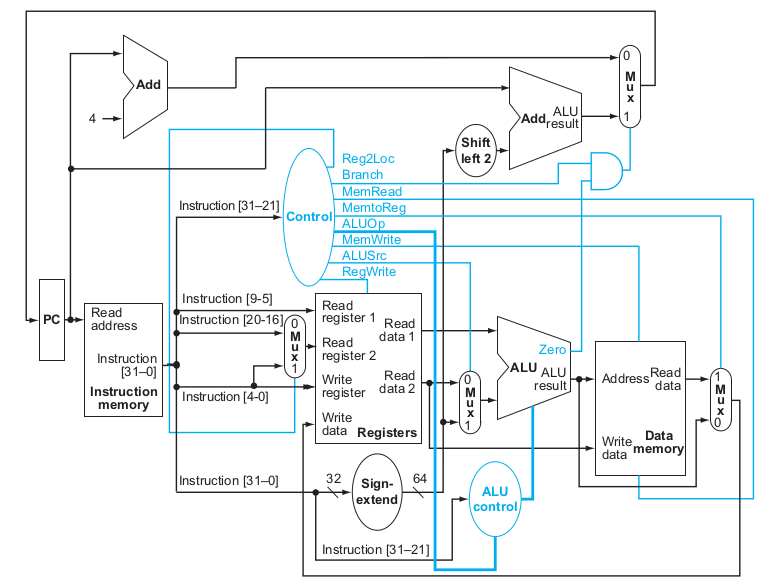 0
M
u
x
1
Add
4
Add
ALU
result
Shift
left 2
Reg2Loc
Branch
MemRead
MemtoReg
ALUOp
MemWrite
ALUSrc
RegWrite
Control
Instruction [31–21]
PC
Read
address
Instruction
[31–0]
Instruction
memory
Instruction [9-5]
Instruction [20-16]
Instruction [4-0]
0
M
u
x
1
Read
register 1
Read
register 2
Write
register
Write
data
Read
data 1
Read
data 2
Registers
0
M
u
x
1
Zero
ALU
ALU
result
Address
Read
data
Write
data
Data
memory
1
M
u
x
0
Instruction [31–0]
32
Sign-
extend
64
ALU
control
Instruction [31–21]